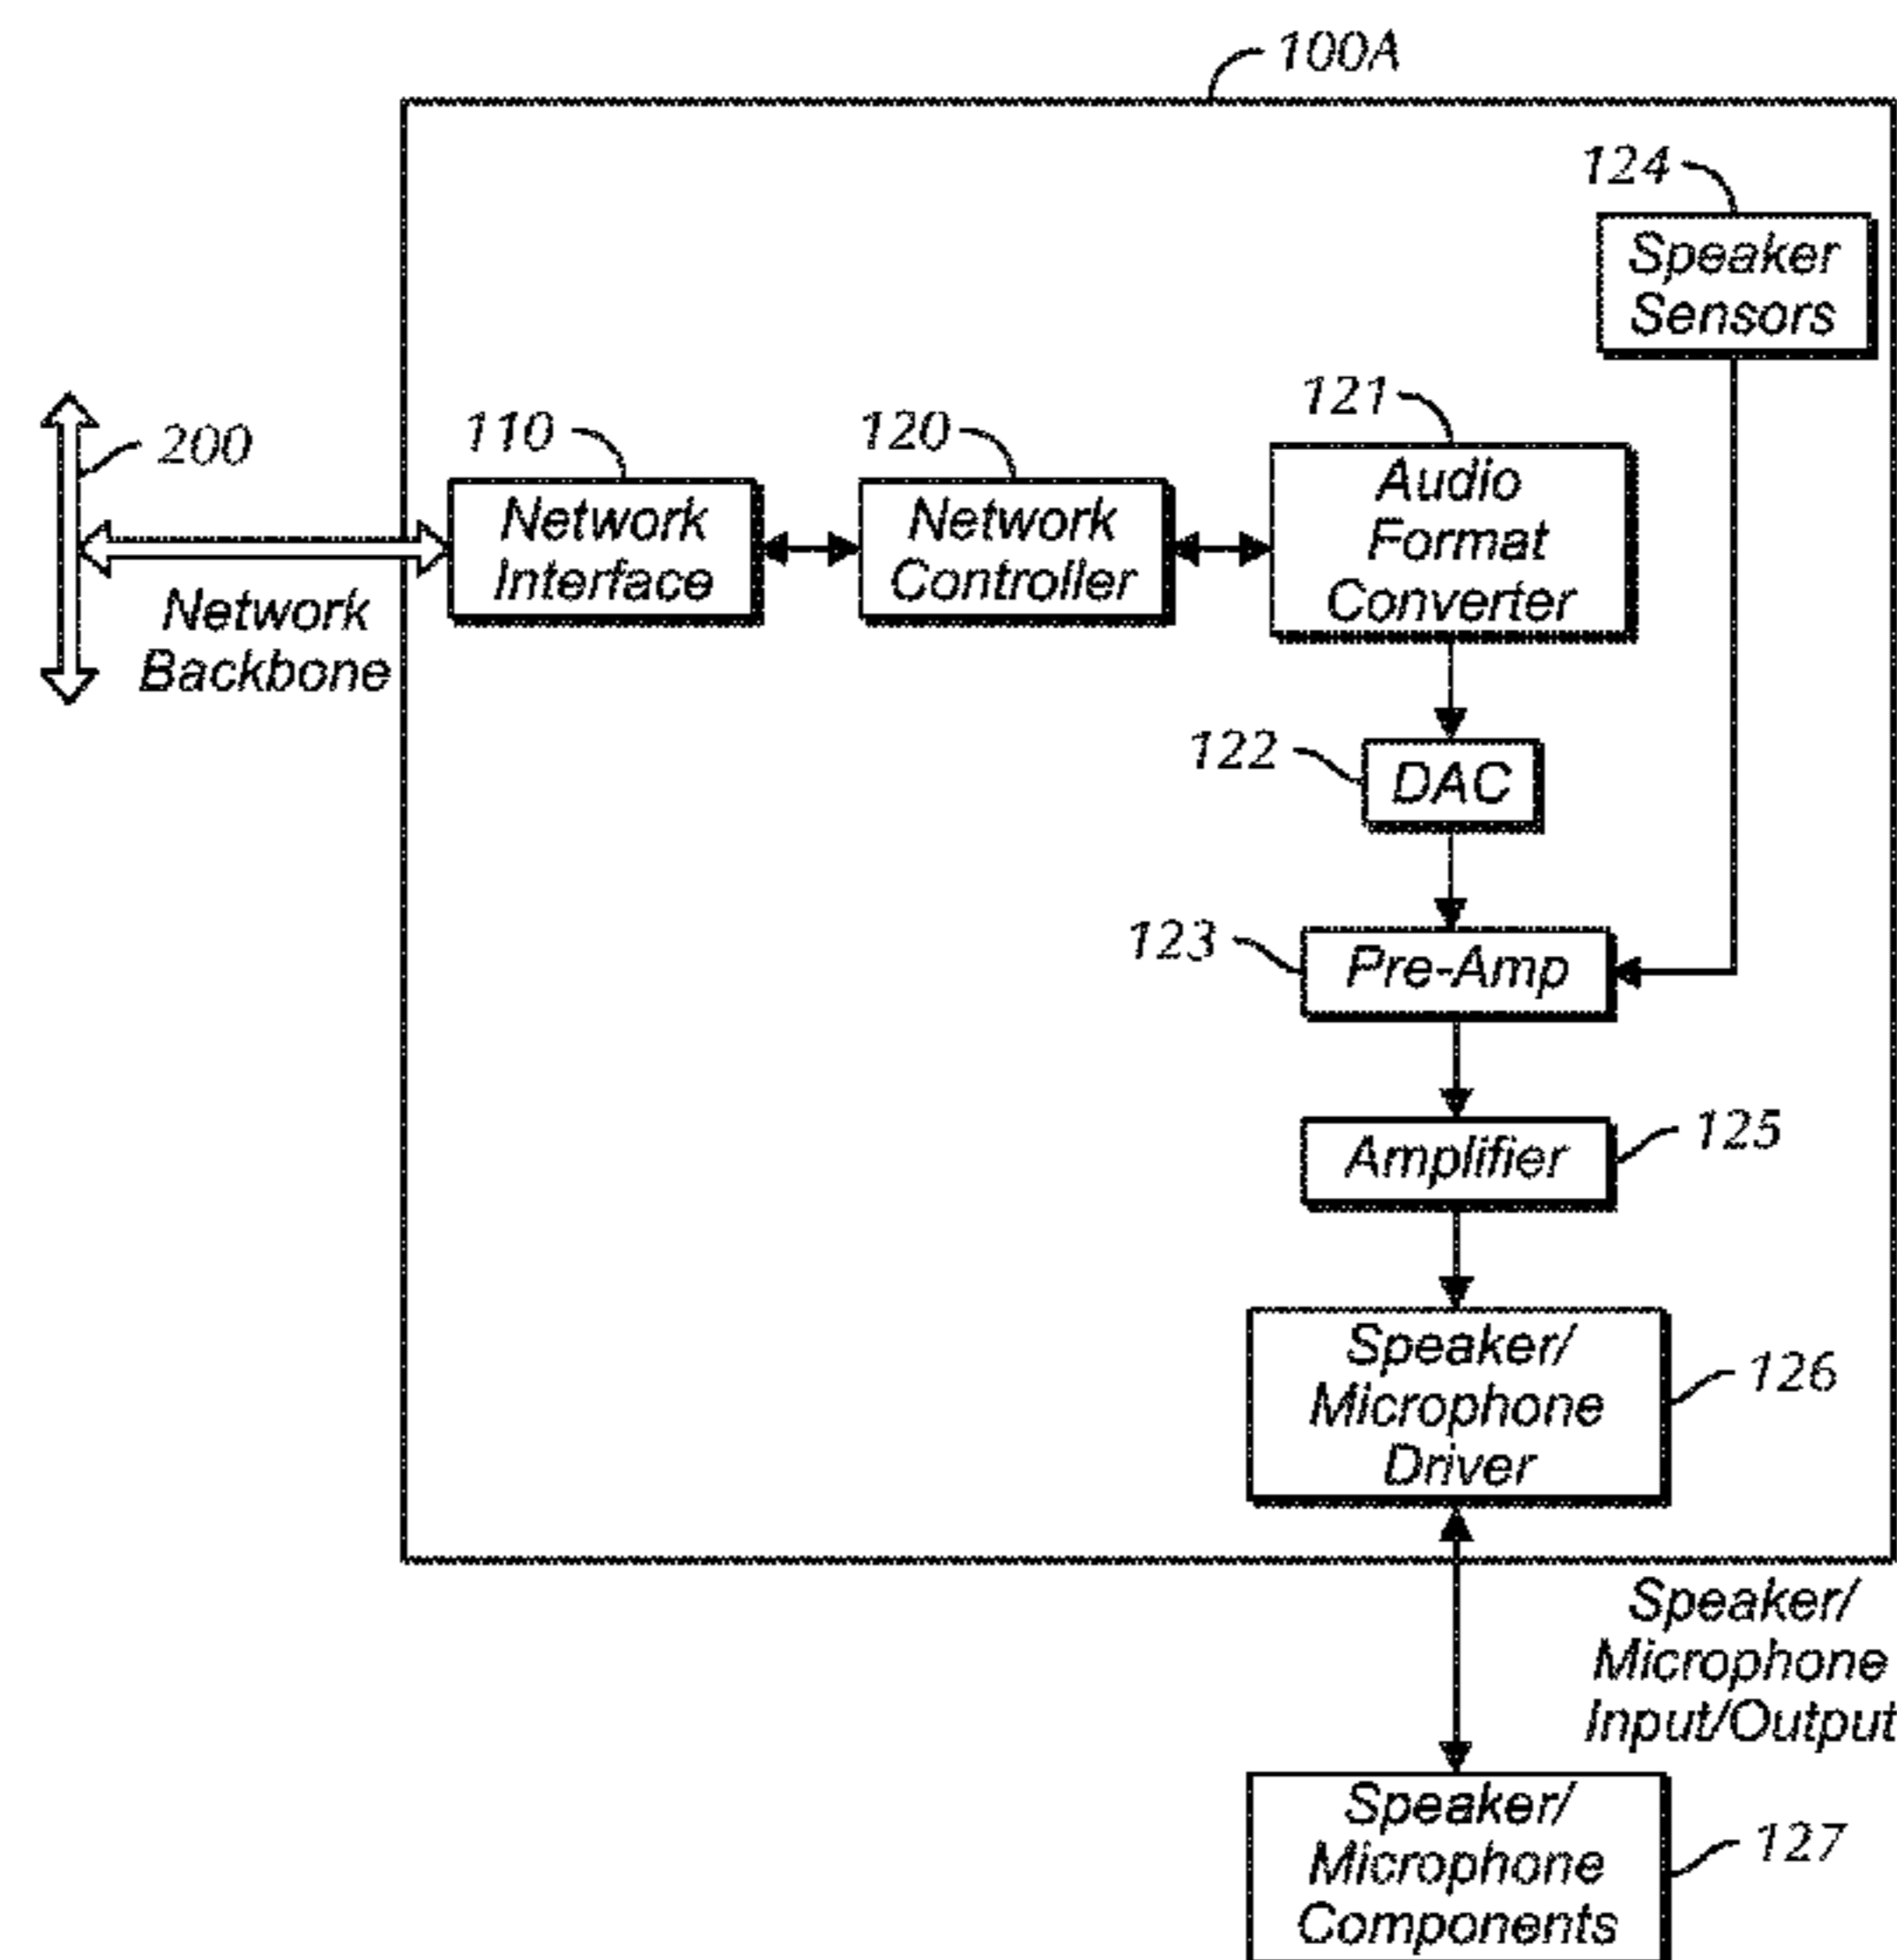 100A
124
Speaker
Sensors
200
110
120
121
Network
Interface
Network
Controller
Audio
Format
Converter
Network
Backbone
122
DAC
123
Pre-Amp
Amplifier
125
Speaker/
Microphone
Driver
126
Speaker/
Microphone
Input/Output
Speaker/
Microphone
Components
127